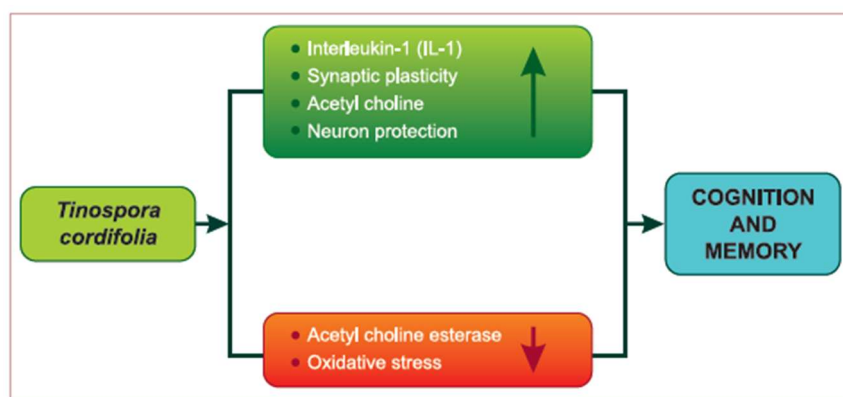 • Interleukin-1 (IL-1)
• Synaptic plasticity
• Acetyl choline
• Neuron protection
Tinospora
cordifolia
COGNITION
AND
MEMORY
• Acetyl choline esterase
• Oxidative stress